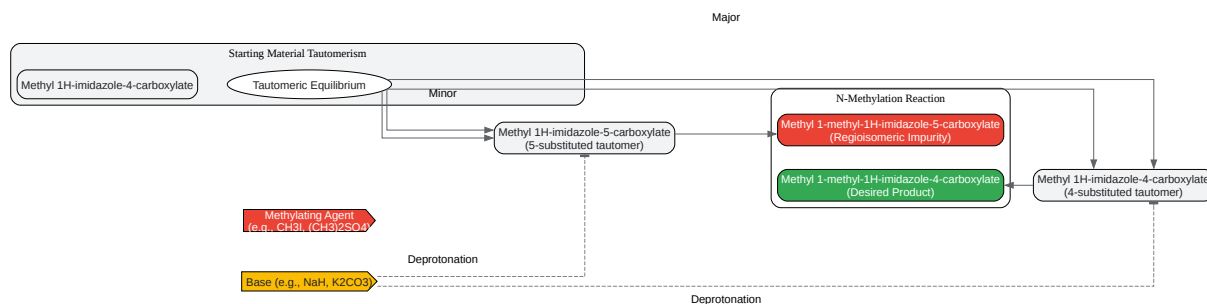 Major
Starting Material Tautomerism
Methyl 1H-imidazole-4-carboxylate
Tautomeric Equilibrium
Minor
N-Methylation Reaction
Methyl 1H-imidazole-5-carboxylate
(5-substituted tautomer)
Methyl 1-methyl-1H-imidazole-5-carboxylate
(Regioisomeric Impurity)
Methyl 1-methyl-1H-imidazole-4-carboxylate
(Desired Product)
Methyl 1H-imidazole-4-carboxylate
(4-substituted tautomer)
Methylating Agent
(e.g., CH3I, (CH3)2SO4)
Deprotonation
Base (e.g., NaH, K2CO3)
Deprotonation